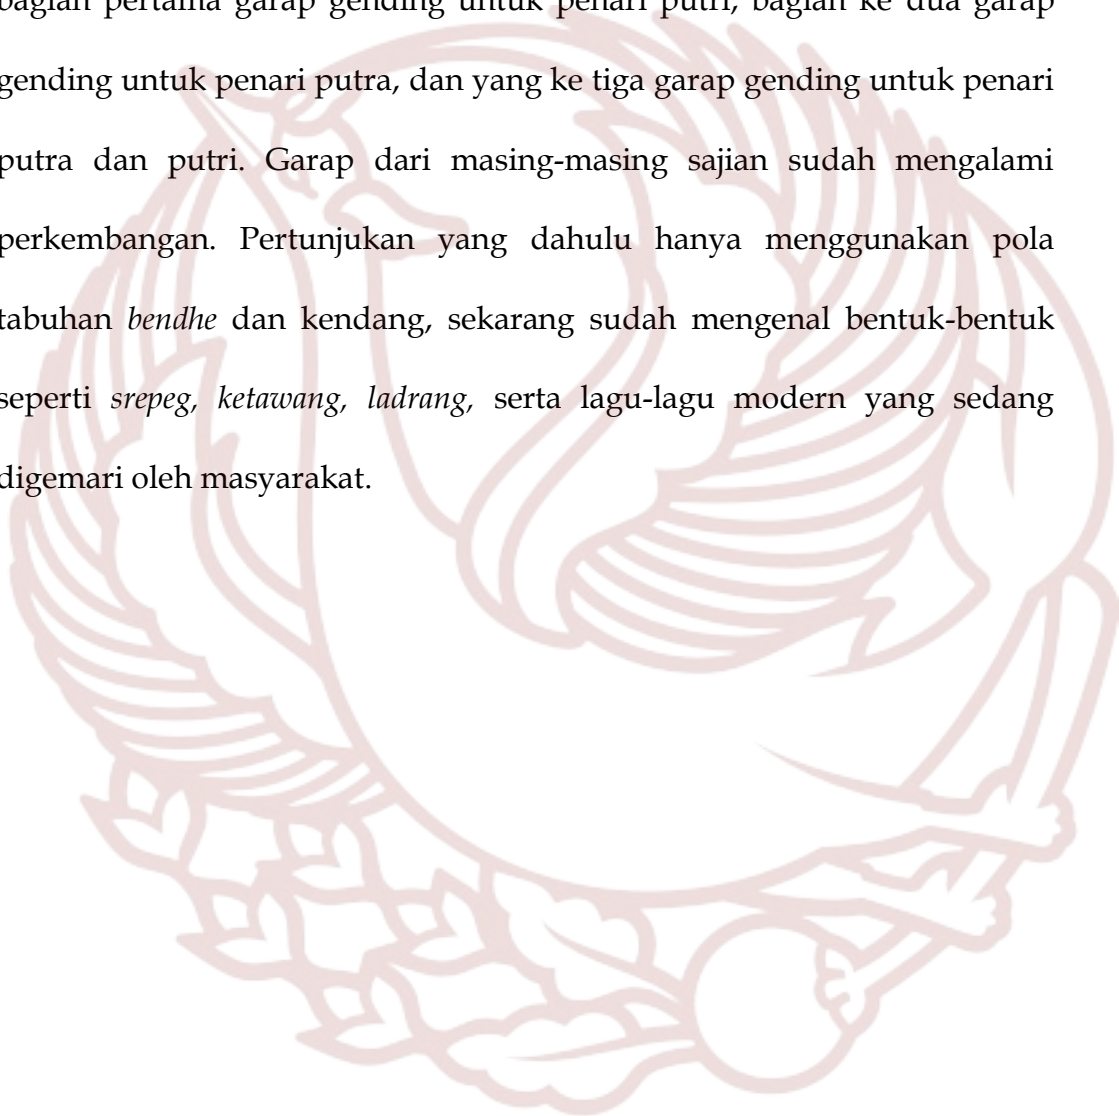 bagian pertama garap gending untuk penari putri, bagian ke dua garap
gending untuk penari putra, dan yang ke tiga garap gending untuk penari
putra dan putri. Garap dari masing-masing sajian sudah mengalami
perkembangan. Pertunjukan yang dahulu hanya menggunakan pola
tabuhan bendhe dan kendang, sekarang sudah mengenal bentuk-bentuk
seperti srepeg, ketawang, ladrang, serta lagu-lagu modern yang sedang
digemari oleh masyarakat.